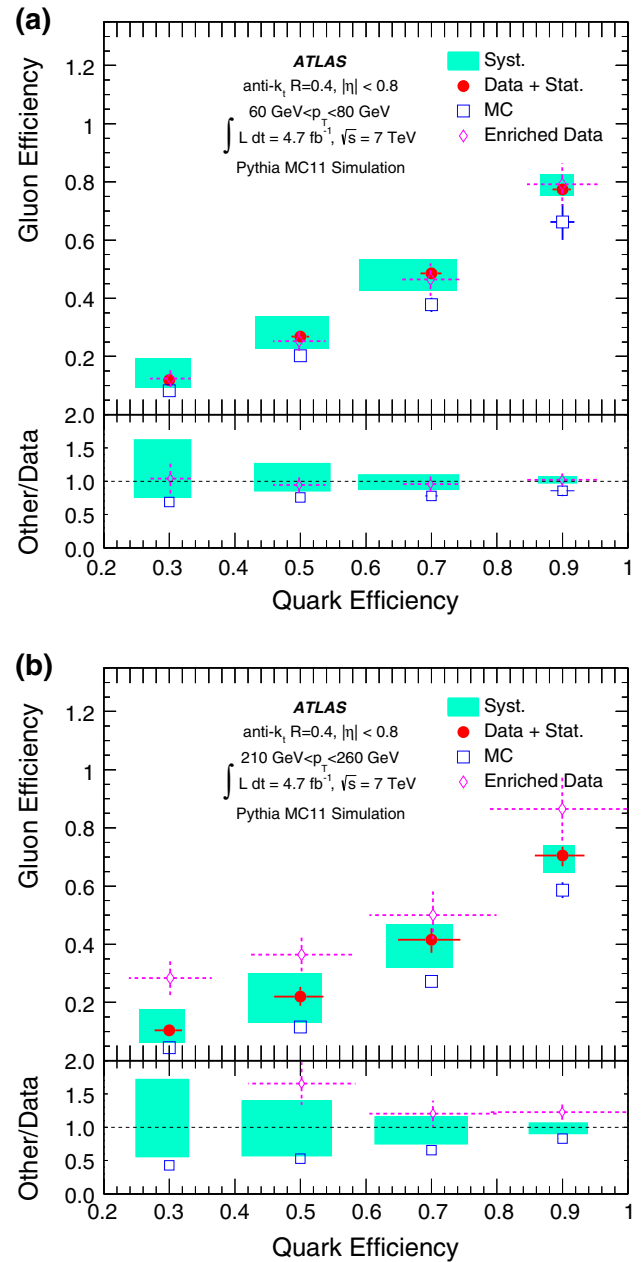 (a)
ATLAS
anti-k_t R=0.4, |η| < 0.8
60 GeV<p_T<80 GeV
∫ L dt = 4.7 fb⁻¹, √s = 7 TeV
Pythia MC11 Simulation
Syst.
Data + Stat.
MC
Enriched Data
Gluon Efficiency
1.2
1
0.8
0.6
0.4
0.2
Other/Data
2.0
1.5
1.0
0.5
0.0
0.2 0.3 0.4 0.5 0.6 0.7 0.8 0.9 1
Quark Efficiency
(b)
ATLAS
anti-k_t R=0.4, |η| < 0.8
210 GeV<p_T<260 GeV
∫ L dt = 4.7 fb⁻¹, √s = 7 TeV
Pythia MC11 Simulation
Syst.
Data + Stat.
MC
Enriched Data
Gluon Efficiency
1.2
1
0.8
0.6
0.4
0.2
Other/Data
2.0
1.5
1.0
0.5
0.0
0.2 0.3 0.4 0.5 0.6 0.7 0.8 0.9 1
Quark Efficiency